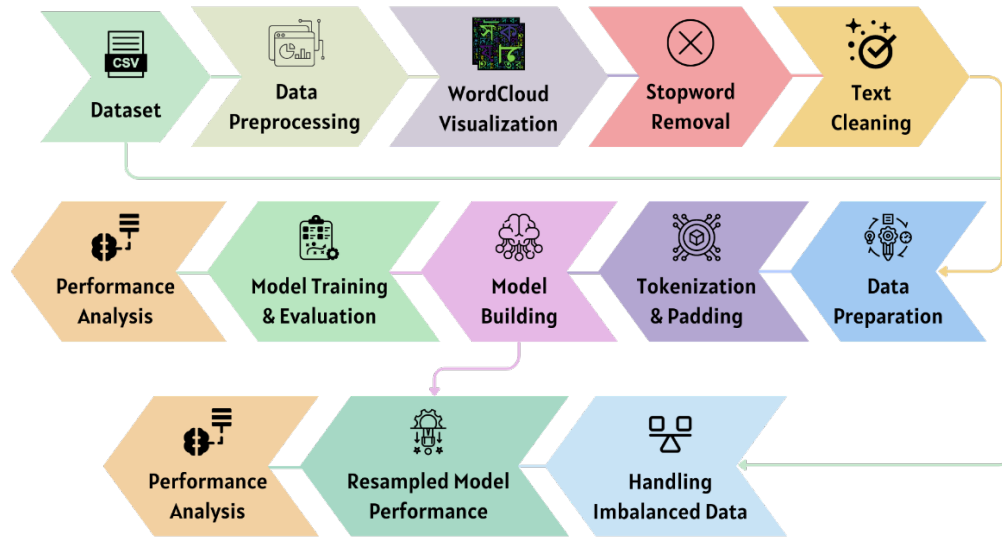 CSV
Dataset
Data
Preprocessing
WordCloud
Visualization
Stopword
Removal
Text
Cleaning
Performance
Analysis
Model Training
& Evaluation
Model
Building
Tokenization
& Padding
Data
Preparation
Performance
Analysis
Resampled Model
Performance
Handling
Imbalanced Data